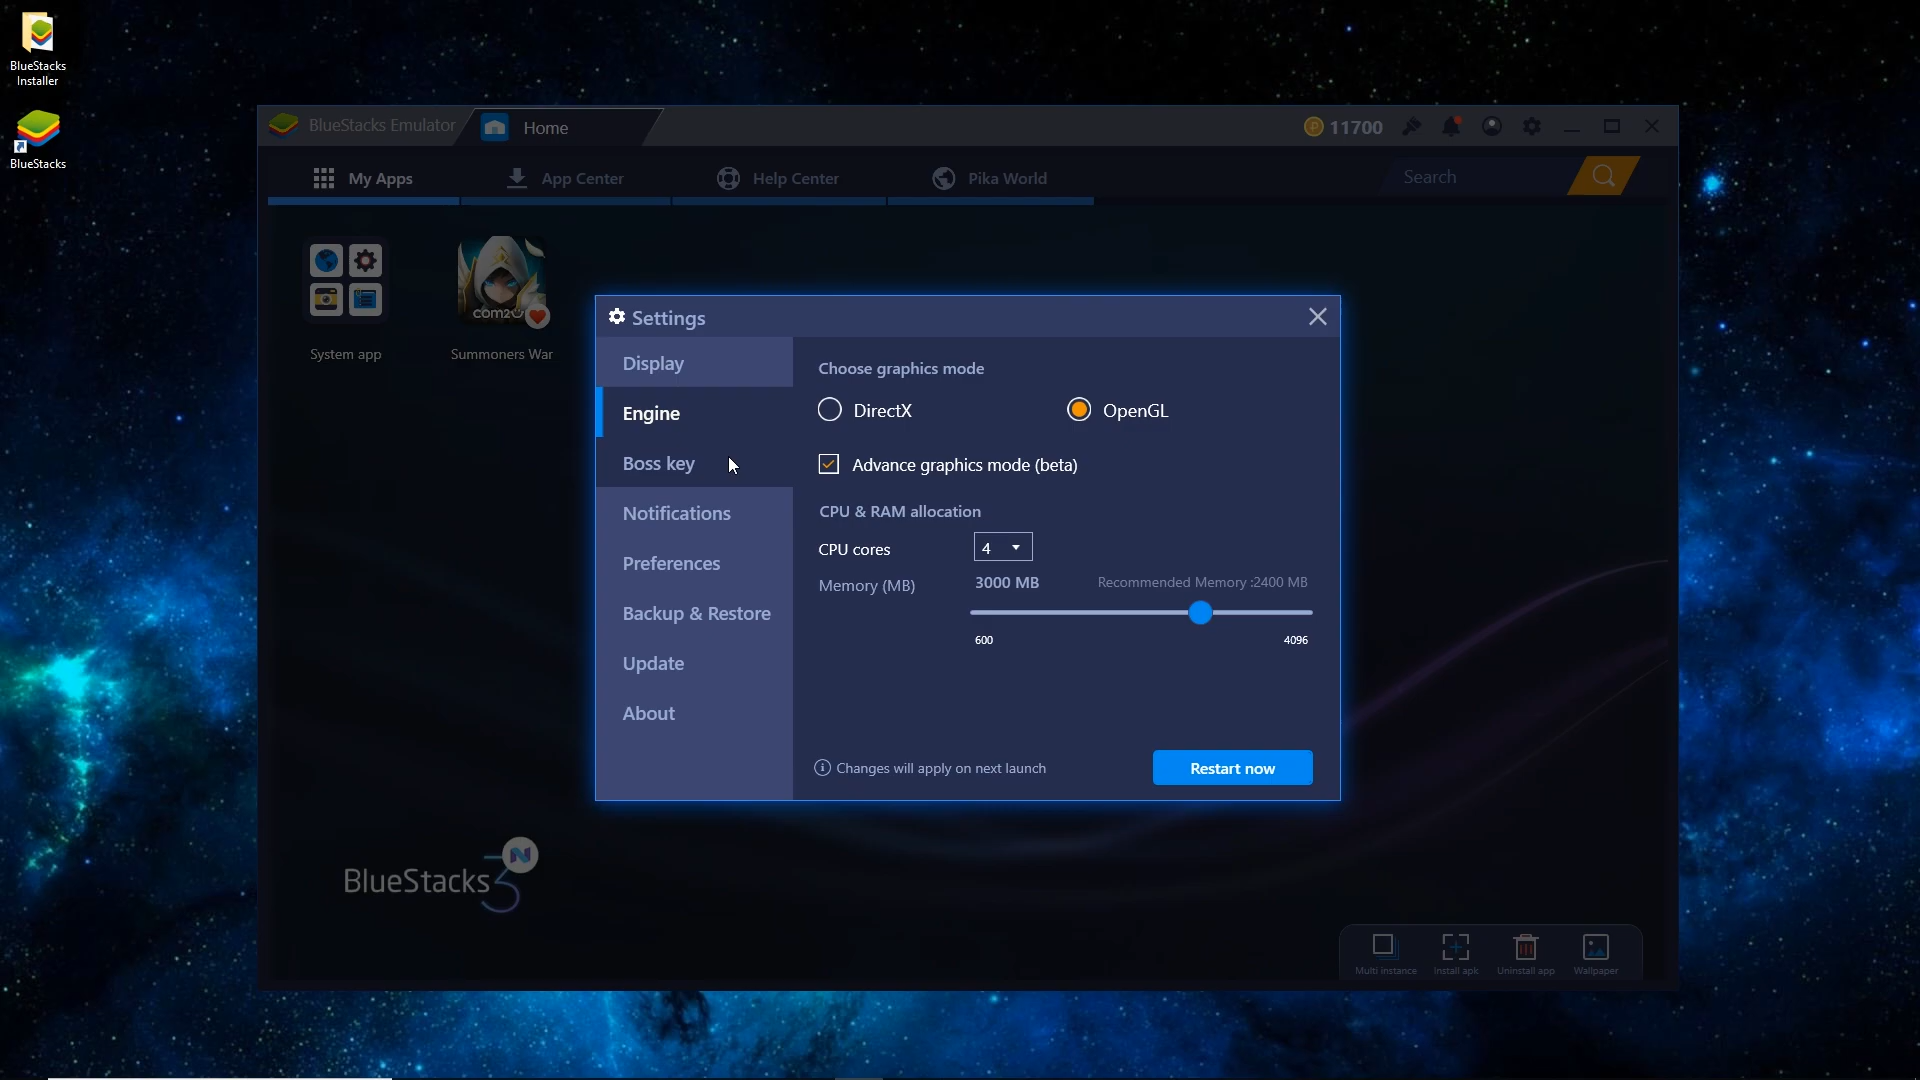 BlueStacks
Installer
BlueStacks
BlueStacks Emulator
Home
11700
My Apps
App Center
Help Center
Pika World
Search
com2us
System app
Summoners War
Settings
Display
Engine
Boss key
Notifications
Preferences
Backup & Restore
Update
About
Choose graphics mode
DirectX
OpenGL
Advance graphics mode (beta)
CPU & RAM allocation
CPU cores
4
Memory (MB)
3000 MB
Recommended Memory :2400 MB
600
4096
Changes will apply on next launch
Restart now
BlueStacks 3
N
Multi instance
Install apk
Uninstall app
Wallpaper